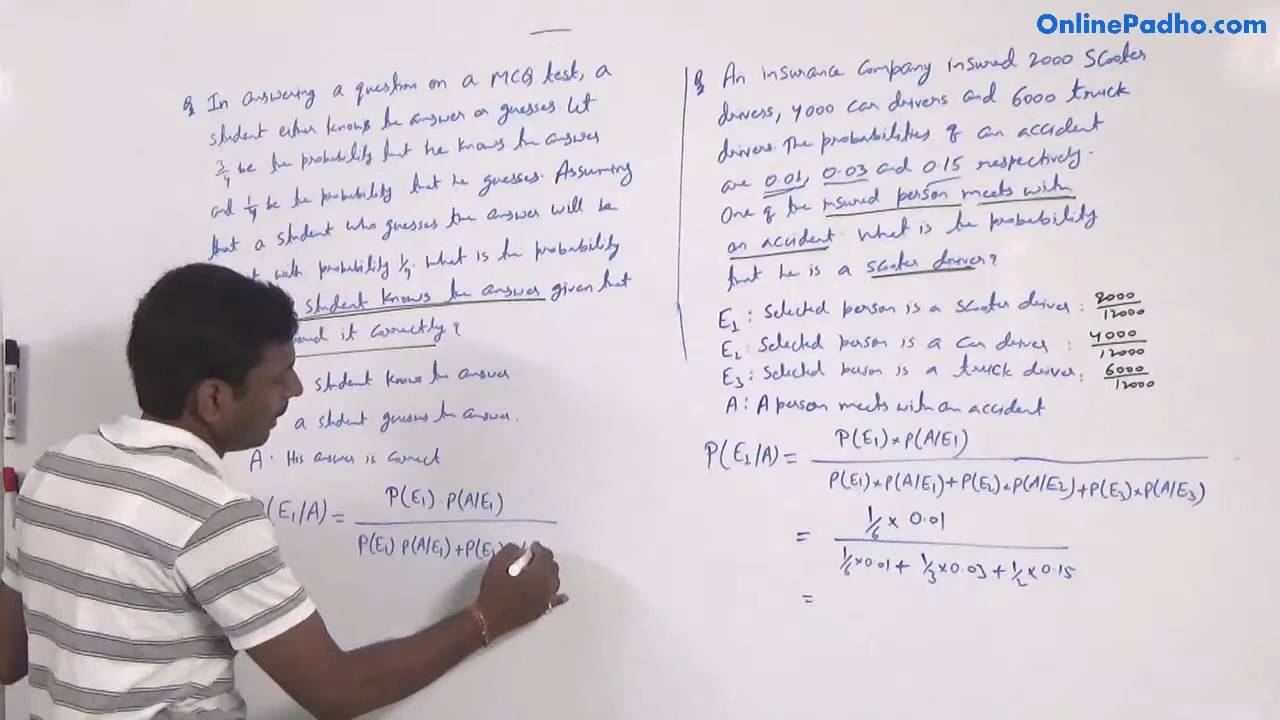 OnlinePadho.com
Q In answering a question on a MCQ test, a
student either knows the answer or guesses let
3/4 be the probability that he knows the answer
and 1/4 be the probability that he guesses. Assuming
that a student who guesses the answer will be
with probability 1/4. What is the probability
student knows the answer given that
it correctly?
student knows the answer
a student guesses the answer.
A: His answer is correct
(E1/A) = P(E1) . P(A/E1)
P(E1) P(A/E1) + P(E
Q An insurance company insured 2000 Scooter
drivers, 4000 car drivers and 6000 truck
drivers. The probabilities of an accident
are 0.01, 0.03 and 0.15 respectively.
One of the insured person meets with
an accident. What is the probability
that he is a scooter driver?
E1 : Selected person is a scooter driver : 2000/12000
E2 : Selected person is a car driver : 4000/12000
E3 : Selected person is a truck driver : 6000/12000
A : A person meets with an accident
P(E1/A) = P(E1) × P(A/E1)
P(E1) × P(A/E1) + P(E2) × P(A/E2) + P(E3) × P(A/E3)
= 1/6 × 0.01
1/6 × 0.01 + 1/3 × 0.03 + 1/2 × 0.15
=